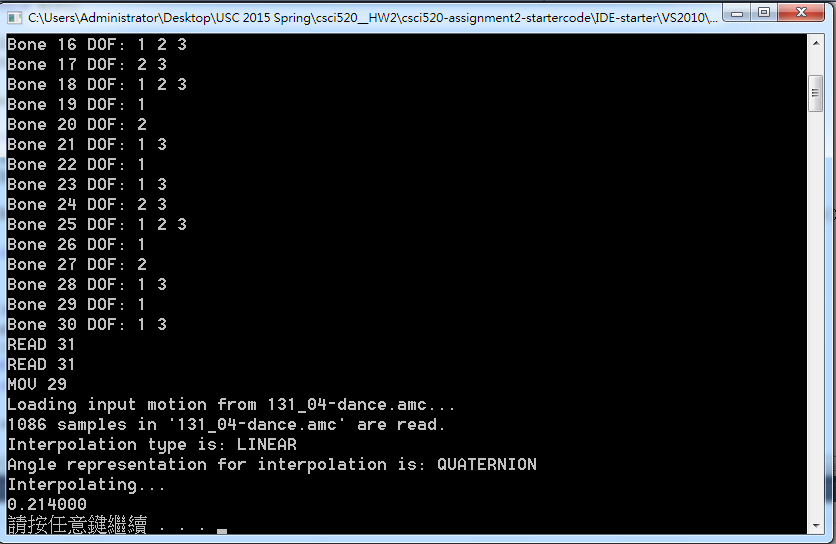 C:\Users\Administrator\Desktop\USC 2015 Spring\csci520__HW2\csci520-assignment2-startercode\IDE-starter\VS2010\...
Bone 16 DOF: 1 2 3
Bone 17 DOF: 2 3
Bone 18 DOF: 1 2 3
Bone 19 DOF: 1
Bone 20 DOF: 2
Bone 21 DOF: 1 3
Bone 22 DOF: 1
Bone 23 DOF: 1 3
Bone 24 DOF: 2 3
Bone 25 DOF: 1 2 3
Bone 26 DOF: 1
Bone 27 DOF: 2
Bone 28 DOF: 1 3
Bone 29 DOF: 1
Bone 30 DOF: 1 3
READ 31
READ 31
MOV 29
Loading input motion from 131_04-dance.amc...
1086 samples in '131_04-dance.amc' are read.
Interpolation type is: LINEAR
Angle representation for interpolation is: QUATERNION
Interpolating...
0.214000
請按任意鍵繼續 . . . _